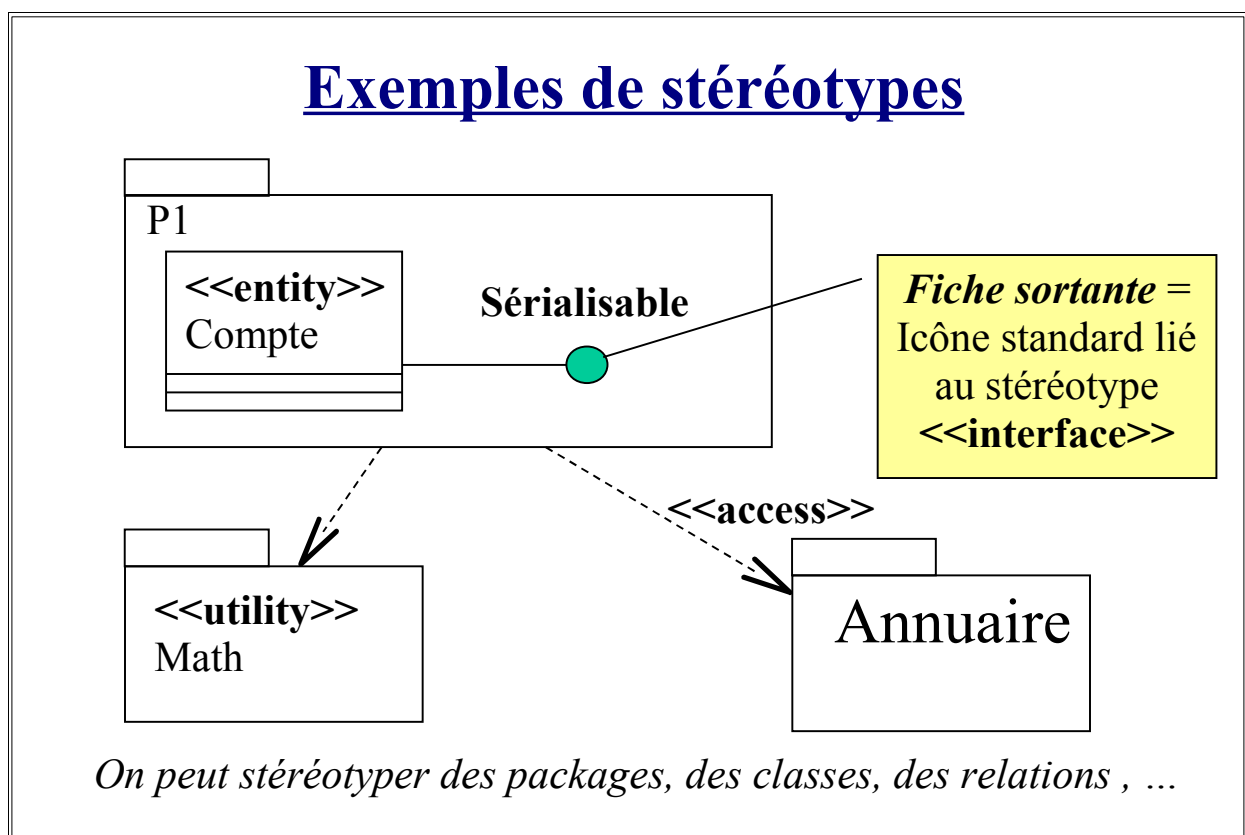 Exemples de stéréotypes
P1
<<entity>>
Compte
Sérialisable
Fiche sortante =
Icône standard lié
au stéréotype
<<interface>>
<<access>>
<<utility>>
Math
Annuaire
On peut stéréotyper des packages, des classes, des relations , …